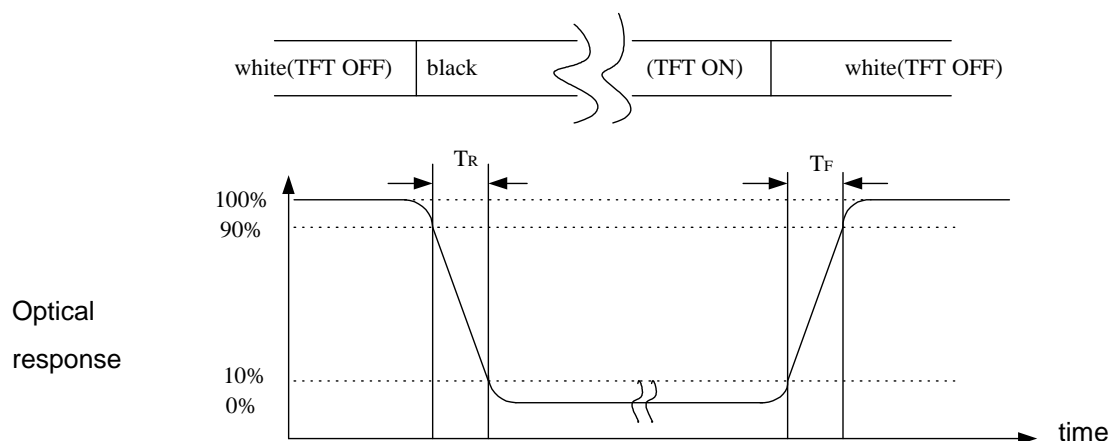 white(TFT OFF) black (TFT ON) white(TFT OFF)
TR TF
100%
90%
Optical
response
10%
0%
time